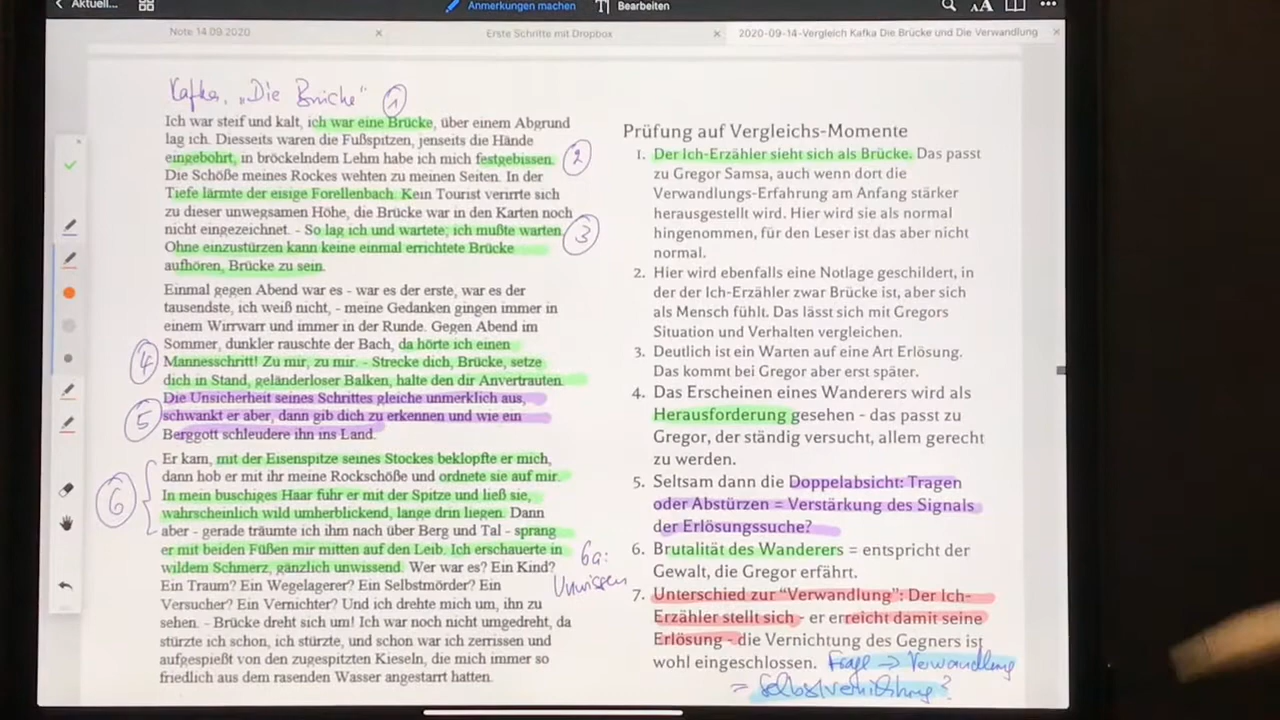 Aktuell...
Anmerkungen machen
Bearbeiten
Note 14 09 2020
Erste Schritte mit Dropbox
2020-09-14-Vergleich Kafka Die Brücke und Die Verwandlung
Kafka, „Die Brücke" ①
Ich war steif und kalt, ich war eine Brücke, über einem Abgrund
lag ich. Diesseits waren die Fußspitzen, jenseits die Hände
eingebohrt, in bröckelndem Lehm habe ich mich festgebissen. ②
Die Schöße meines Rockes wehten zu meinen Seiten. In der
Tiefe lärmte der eisige Forellenbach. Kein Tourist verirrte sich
zu dieser unwegsamen Höhe, die Brücke war in den Karten noch
nicht eingezeichnet. - So lag ich und wartete; ich mußte warten. ③
Ohne einzustürzen kann keine einmal errichtete Brücke
aufhören, Brücke zu sein.
Einmal gegen Abend war es - war es der erste, war es der
tausendste, ich weiß nicht, - meine Gedanken gingen immer in
einem Wirrwarr und immer in der Runde. Gegen Abend im
Sommer, dunkler rauschte der Bach, da hörte ich einen
④ Mannesschritt! Zu mir, zu mir. - Strecke dich, Brücke, setze
dich in Stand, geländerloser Balken, halte den dir Anvertrauten.
Die Unsicherheit seines Schrittes gleiche unmerklich aus,
⑤ schwankt er aber, dann gib dich zu erkennen und wie ein
Berggott schleudere ihn ins Land.
Er kam, mit der Eisenspitze seines Stockes beklopfte er mich,
dann hob er mit ihr meine Rockschöße und ordnete sie auf mir.
⑥ In mein buschiges Haar fuhr er mit der Spitze und ließ sie,
wahrscheinlich wild umherblickend, lange drin liegen. Dann
aber - gerade träumte ich ihm nach über Berg und Tal - sprang
er mit beiden Füßen mir mitten auf den Leib. Ich erschauerte in
wildem Schmerz, gänzlich unwissend. Wer war es? Ein Kind?
6a: Unwissen
Ein Traum? Ein Wegelagerer? Ein Selbstmörder? Ein
Versucher? Ein Vernichter? Und ich drehte mich um, ihn zu
sehen. - Brücke dreht sich um! Ich war noch nicht umgedreht, da
stürzte ich schon, ich stürzte, und schon war ich zerrissen und
aufgespießt von den zugespitzten Kieseln, die mich immer so
friedlich aus dem rasenden Wasser angestarrt hatten.
Prüfung auf Vergleichs-Momente
1. Der Ich-Erzähler sieht sich als Brücke. Das passt
zu Gregor Samsa, auch wenn dort die
Verwandlungs-Erfahrung am Anfang stärker
herausgestellt wird. Hier wird sie als normal
hingenommen, für den Leser ist das aber nicht
normal.
2. Hier wird ebenfalls eine Notlage geschildert, in
der der Ich-Erzähler zwar Brücke ist, aber sich
als Mensch fühlt. Das lässt sich mit Gregors
Situation und Verhalten vergleichen.
3. Deutlich ist ein Warten auf eine Art Erlösung.
Das kommt bei Gregor aber erst später.
4. Das Erscheinen eines Wanderers wird als
Herausforderung gesehen - das passt zu
Gregor, der ständig versucht, allem gerecht
zu werden.
5. Seltsam dann die Doppelabsicht: Tragen
oder Abstürzen = Verstärkung des Signals
der Erlösungssuche?
6. Brutalität des Wanderers = entspricht der
Gewalt, die Gregor erfährt.
7. Unterschied zur "Verwandlung": Der Ich-
Erzähler stellt sich - er erreicht damit seine
Erlösung - die Vernichtung des Gegners ist
wohl eingeschlossen. Frage -> Verwandlung
= Selbstvernichtung?